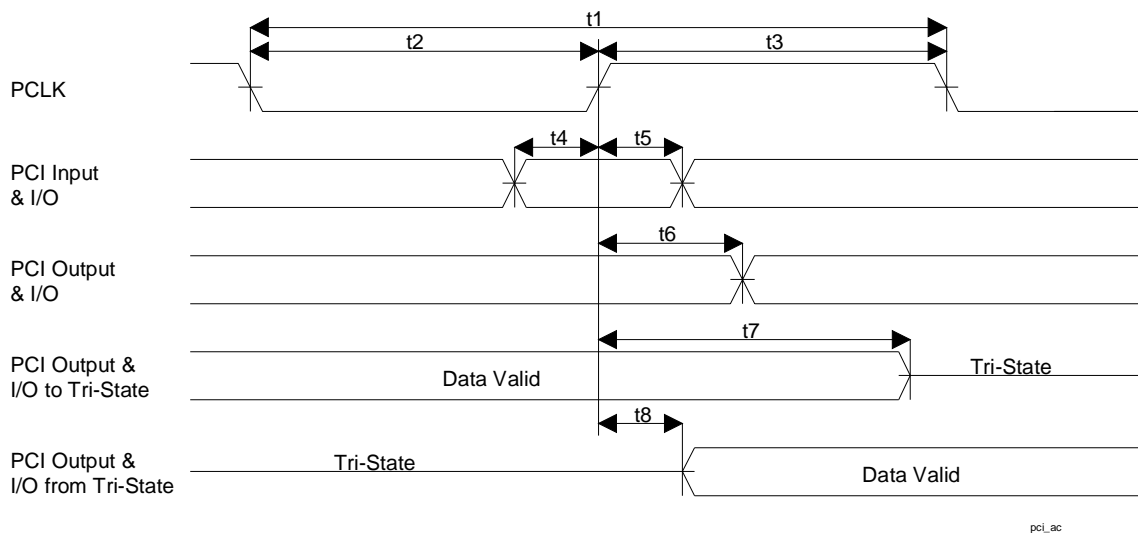 t1
t2
t3
PCLK
t4
t5
PCI Input
& I/O
t6
PCI Output
& I/O
t7
PCI Output &
I/O to Tri-State
Data Valid
Tri-State
t8
PCI Output &
I/O from Tri-State
Tri-State
Data Valid
pci_ac